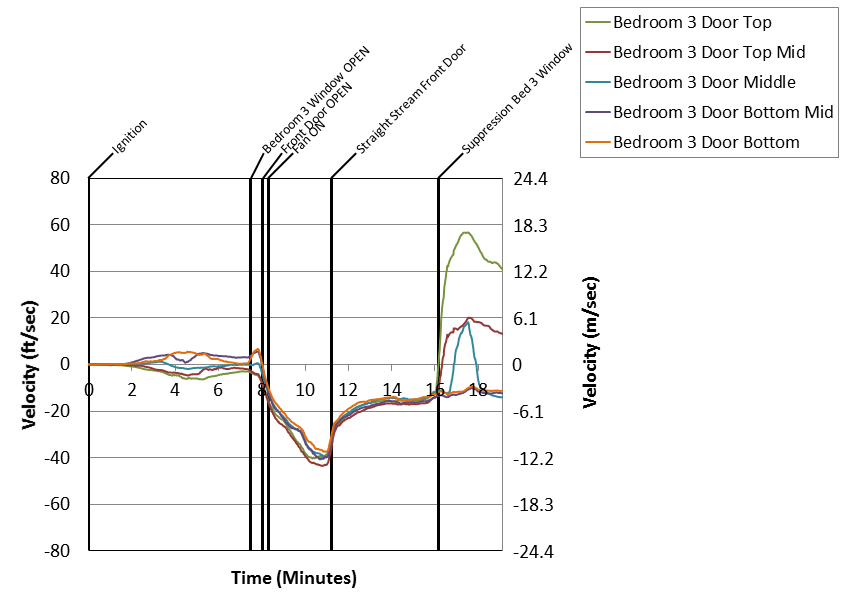 Bedroom 3 Door Top
Bedroom 3 Door Top Mid
Bedroom 3 Door Middle
Bedroom 3 Door Bottom Mid
Bedroom 3 Door Bottom
Ignition
Bedroom 3 Window OPEN
Front Door OPEN
Fan ON
Straight Stream Front Door
Suppression Bed 3 Window
80
60
40
20
0
-20
-40
-60
-80
Velocity (ft/sec)
0
2
4
6
8
10
12
14
16
18
24.4
18.3
12.2
6.1
0
-6.1
-12.2
-18.3
-24.4
Velocity (m/sec)
Time (Minutes)